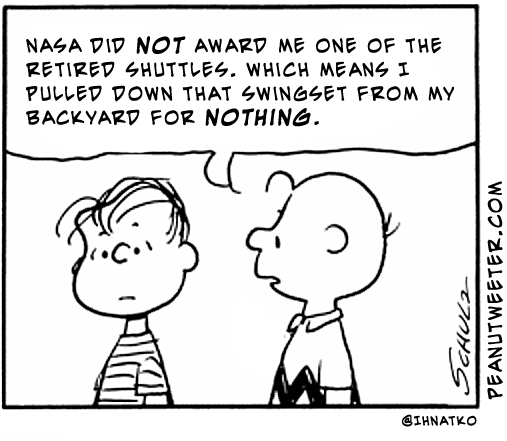 NASA DID NOT AWARD ME ONE OF THE
RETIRED SHUTTLES. WHICH MEANS I
PULLED DOWN THAT SWINGSET FROM MY
BACKYARD FOR NOTHING.
SCHULZ
PEANUTWEETER.COM
@IHNATKO